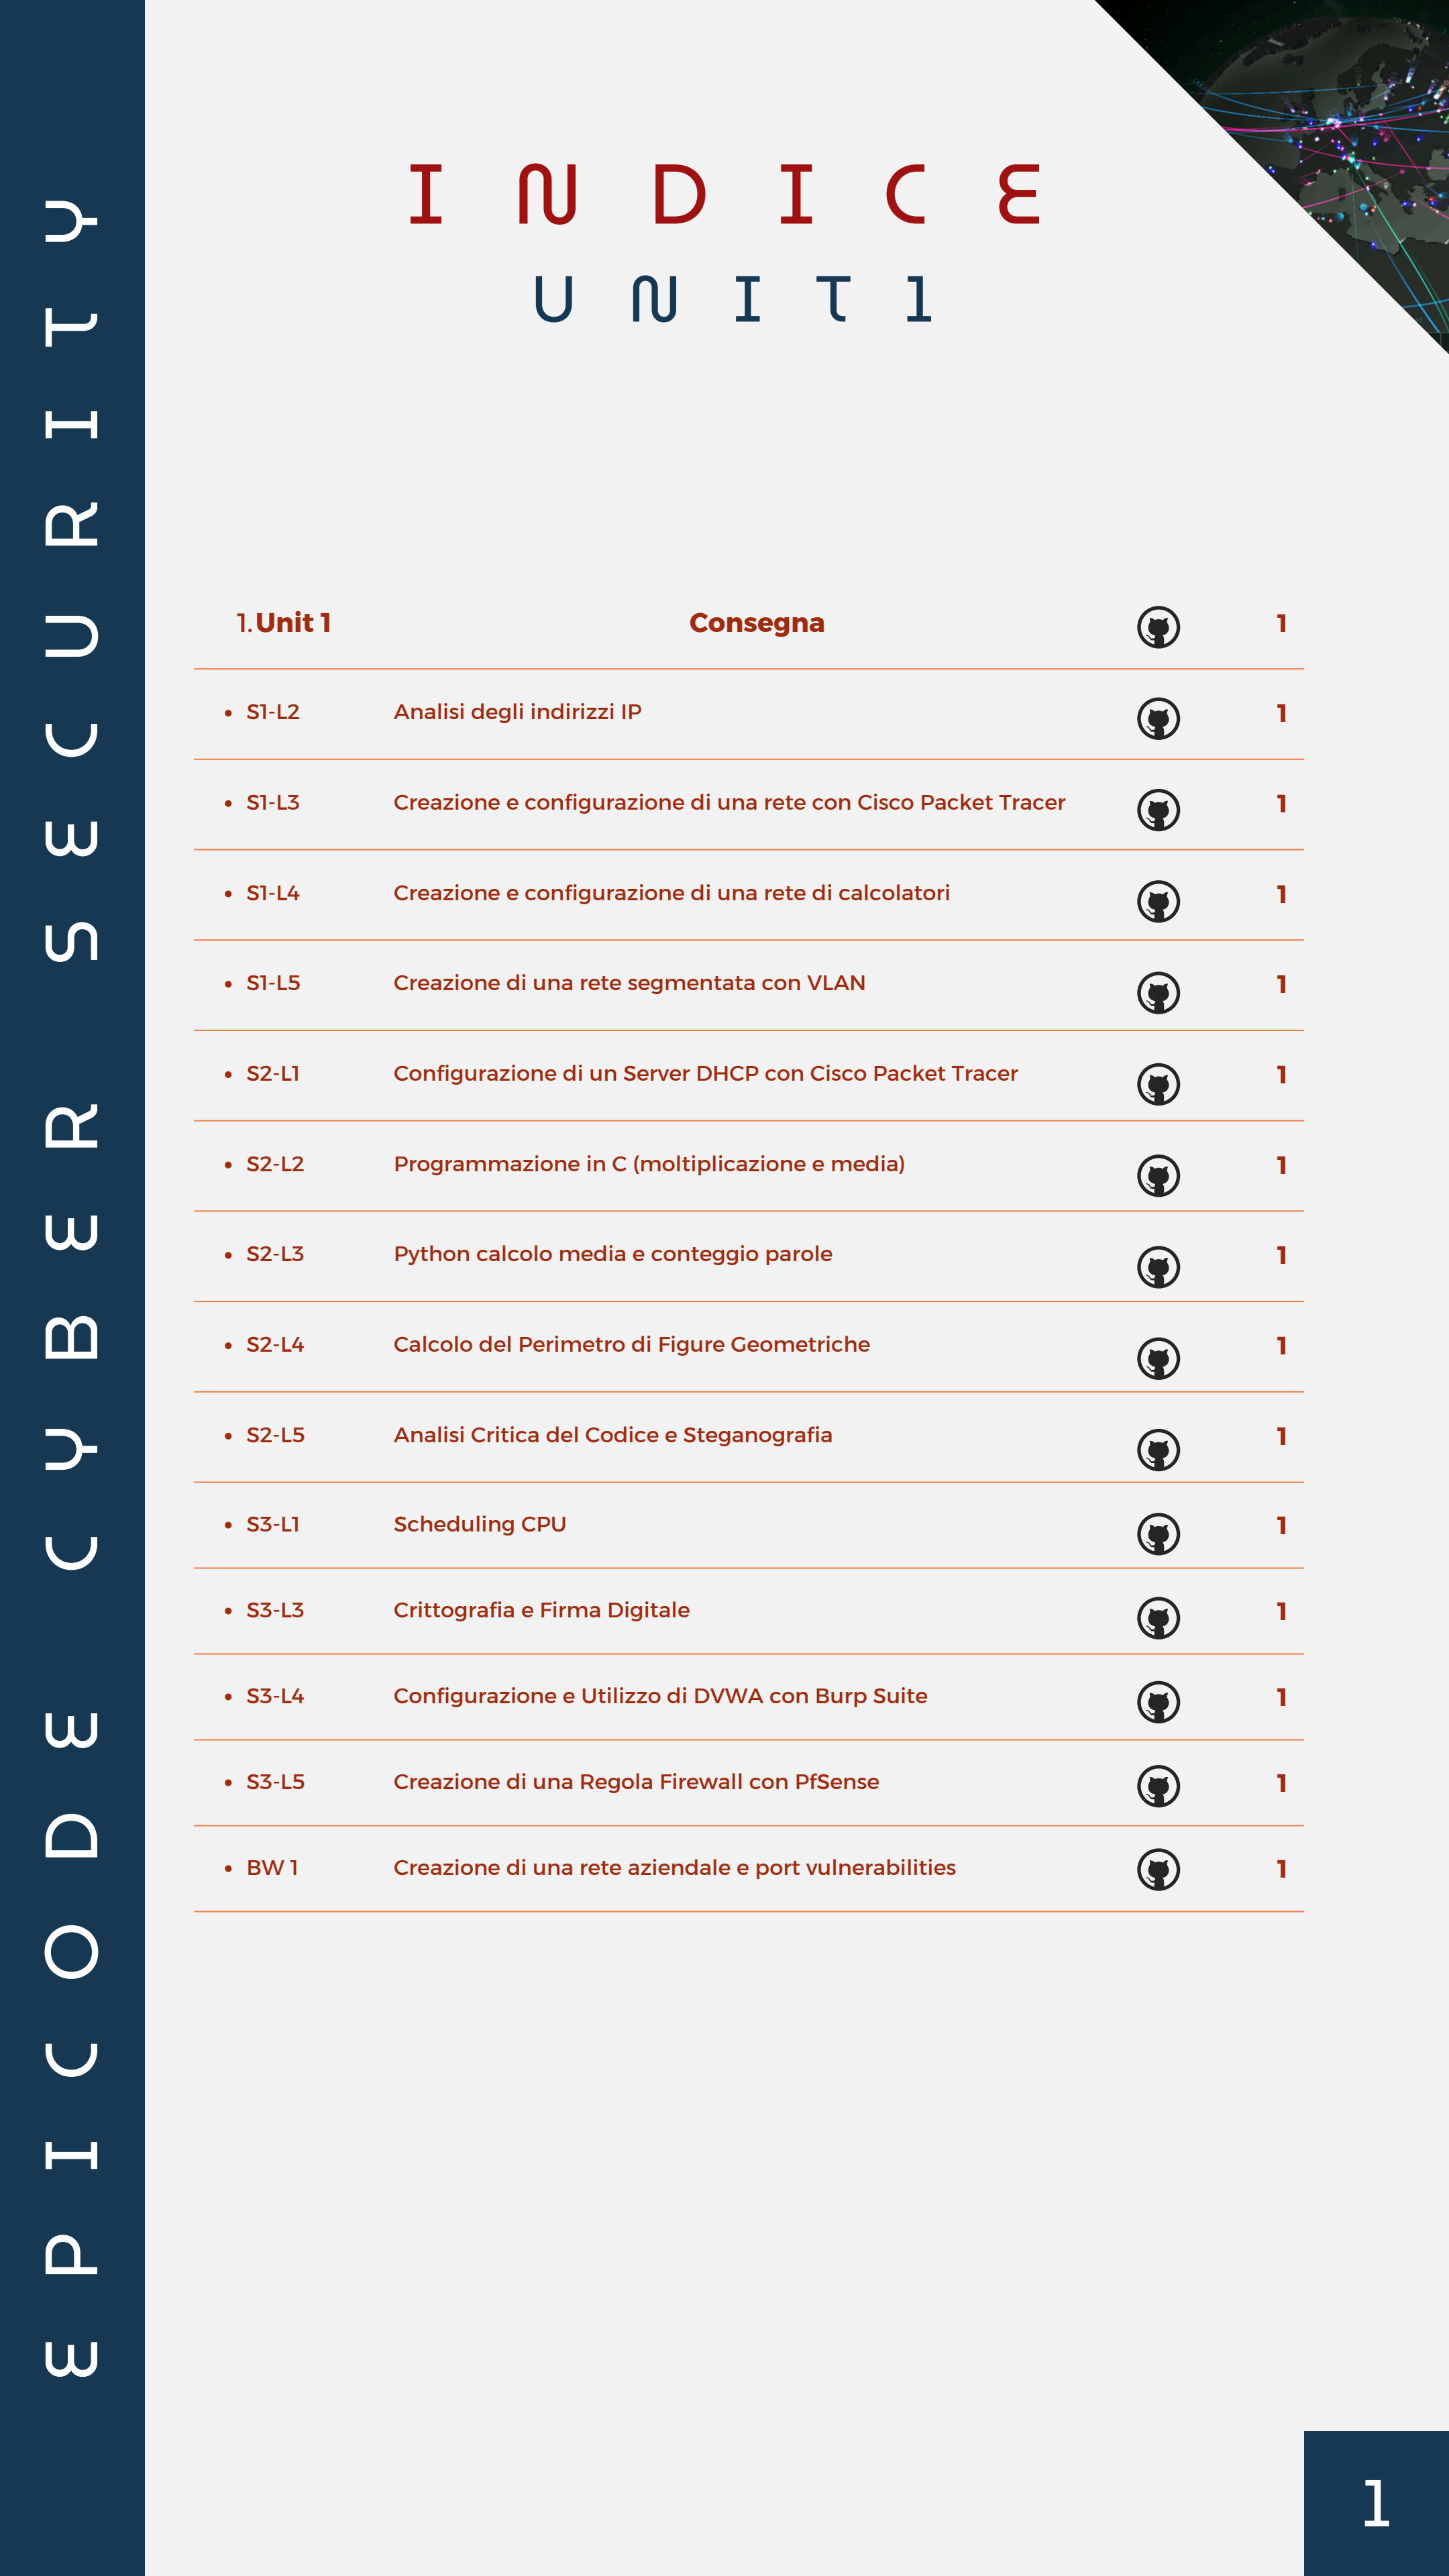 EPICODE CYBER SECURITY
INDICE
UNIT1
1. Unit 1 Consegna 1
• S1-L2 Analisi degli indirizzi IP 1
• S1-L3 Creazione e configurazione di una rete con Cisco Packet Tracer 1
• S1-L4 Creazione e configurazione di una rete di calcolatori 1
• S1-L5 Creazione di una rete segmentata con VLAN 1
• S2-L1 Configurazione di un Server DHCP con Cisco Packet Tracer 1
• S2-L2 Programmazione in C (moltiplicazione e media) 1
• S2-L3 Python calcolo media e conteggio parole 1
• S2-L4 Calcolo del Perimetro di Figure Geometriche 1
• S2-L5 Analisi Critica del Codice e Steganografia 1
• S3-L1 Scheduling CPU 1
• S3-L3 Crittografia e Firma Digitale 1
• S3-L4 Configurazione e Utilizzo di DVWA con Burp Suite 1
• S3-L5 Creazione di una Regola Firewall con PfSense 1
• BW 1 Creazione di una rete aziendale e port vulnerabilities 1
1